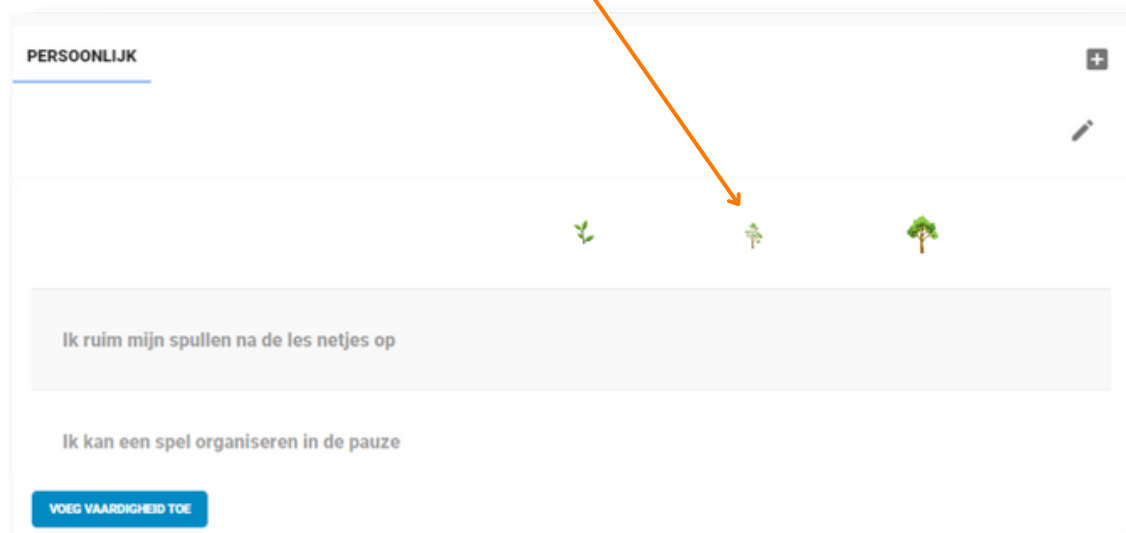 PERSOONLIJK
Ik ruim mijn spullen na de les netjes op
Ik kan een spel organiseren in de pauze
VOEG VAARDIGHEID TOE